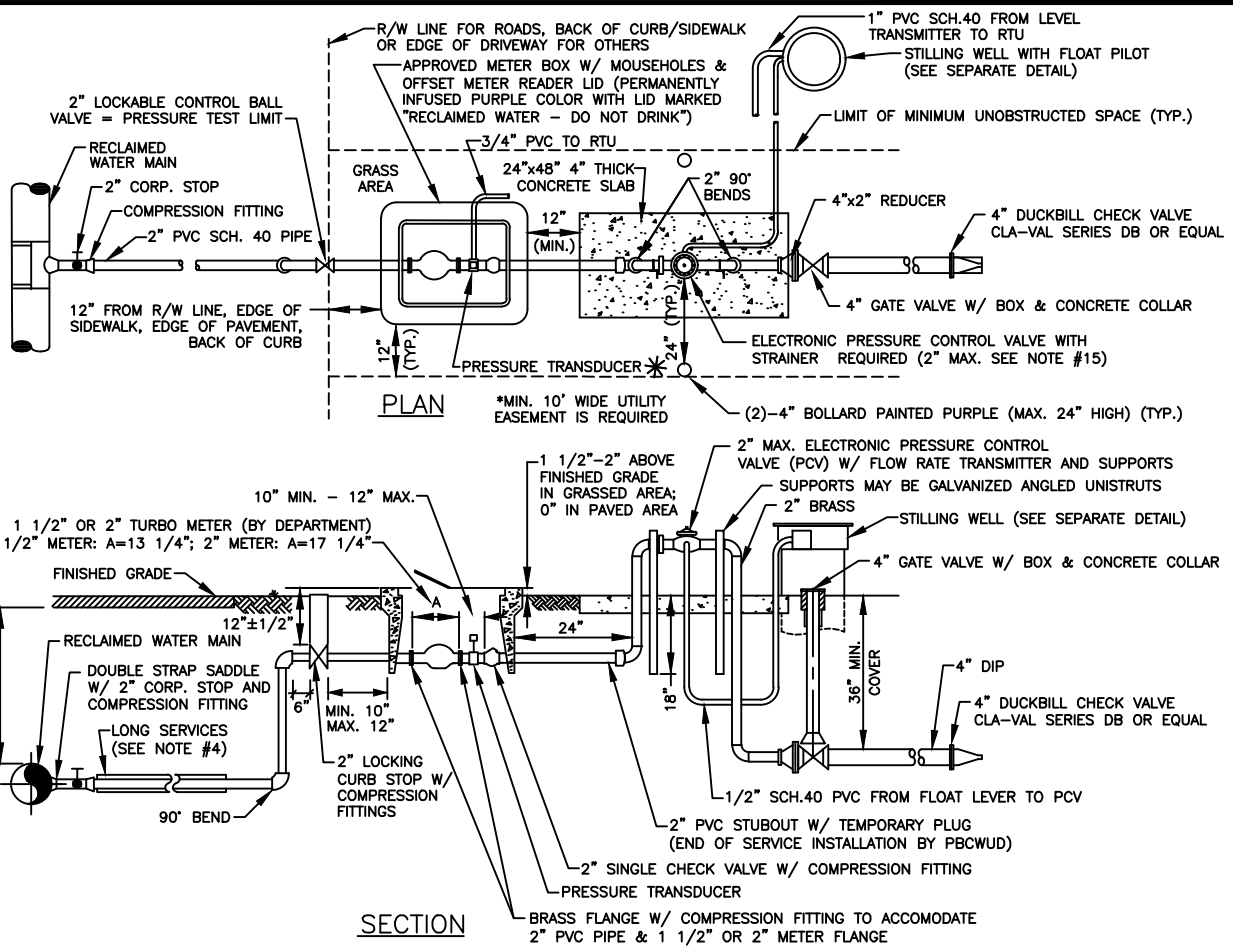 R/W LINE FOR ROADS, BACK OF CURB/SIDEWALK
OR EDGE OF DRIVEWAY FOR OTHERS
APPROVED METER BOX W/ MOUSEHOLES &
OFFSET METER READER LID (PERMANENTLY
INFUSED PURPLE COLOR WITH LID MARKED
"RECLAIMED WATER – DO NOT DRINK")
1" PVC SCH.40 FROM LEVEL
TRANSMITTER TO RTU
STILLING WELL WITH FLOAT PILOT
(SEE SEPARATE DETAIL)
2" LOCKABLE CONTROL BALL
VALVE = PRESSURE TEST LIMIT
LIMIT OF MINIMUM UNOBSTRUCTED SPACE (TYP.)
RECLAIMED
WATER MAIN
3/4" PVC TO RTU
GRASS
AREA
24"x48" 4" THICK
CONCRETE SLAB
2" 90°
BENDS
2" CORP. STOP
COMPRESSION FITTING
2" PVC SCH. 40 PIPE
12"
(MIN.)
4"x2" REDUCER
4" DUCKBILL CHECK VALVE
CLA-VAL SERIES DB OR EQUAL
12" FROM R/W LINE, EDGE OF
SIDEWALK, EDGE OF PAVEMENT,
BACK OF CURB
12"
(TYP.)
24" (TYP.)
4" GATE VALVE W/ BOX & CONCRETE COLLAR
ELECTRONIC PRESSURE CONTROL VALVE WITH
STRAINER REQUIRED (2" MAX. SEE NOTE #15)
PRESSURE TRANSDUCER
PLAN
*MIN. 10' WIDE UTILITY
EASEMENT IS REQUIRED
(2)-4" BOLLARD PAINTED PURPLE (MAX. 24" HIGH) (TYP.)
1 1/2"-2" ABOVE
FINISHED GRADE
IN GRASSED AREA;
0" IN PAVED AREA
2" MAX. ELECTRONIC PRESSURE CONTROL
VALVE (PCV) W/ FLOW RATE TRANSMITTER AND SUPPORTS
SUPPORTS MAY BE GALVANIZED ANGLED UNISTRUTS
2" BRASS
STILLING WELL (SEE SEPARATE DETAIL)
4" GATE VALVE W/ BOX & CONCRETE COLLAR
10" MIN. – 12" MAX.
1 1/2" OR 2" TURBO METER (BY DEPARTMENT)
1/2" METER: A=13 1/4"; 2" METER: A=17 1/4"
FINISHED GRADE
*
12"±1/2"
A
24"
18"
36" MIN.
COVER
RECLAIMED WATER MAIN
DOUBLE STRAP SADDLE
W/ 2" CORP. STOP AND
COMPRESSION FITTING
6"
MIN. 10"
MAX. 12"
LONG SERVICES
(SEE NOTE #4)
2" LOCKING
CURB STOP W/
COMPRESSION
FITTINGS
90° BEND
4" DIP
4" DUCKBILL CHECK VALVE
CLA-VAL SERIES DB OR EQUAL
1/2" SCH.40 PVC FROM FLOAT LEVER TO PCV
2" PVC STUBOUT W/ TEMPORARY PLUG
(END OF SERVICE INSTALLATION BY PBCWUD)
2" SINGLE CHECK VALVE W/ COMPRESSION FITTING
PRESSURE TRANSDUCER
BRASS FLANGE W/ COMPRESSION FITTING TO ACCOMODATE
2" PVC PIPE & 1 1/2" OR 2" METER FLANGE
SECTION